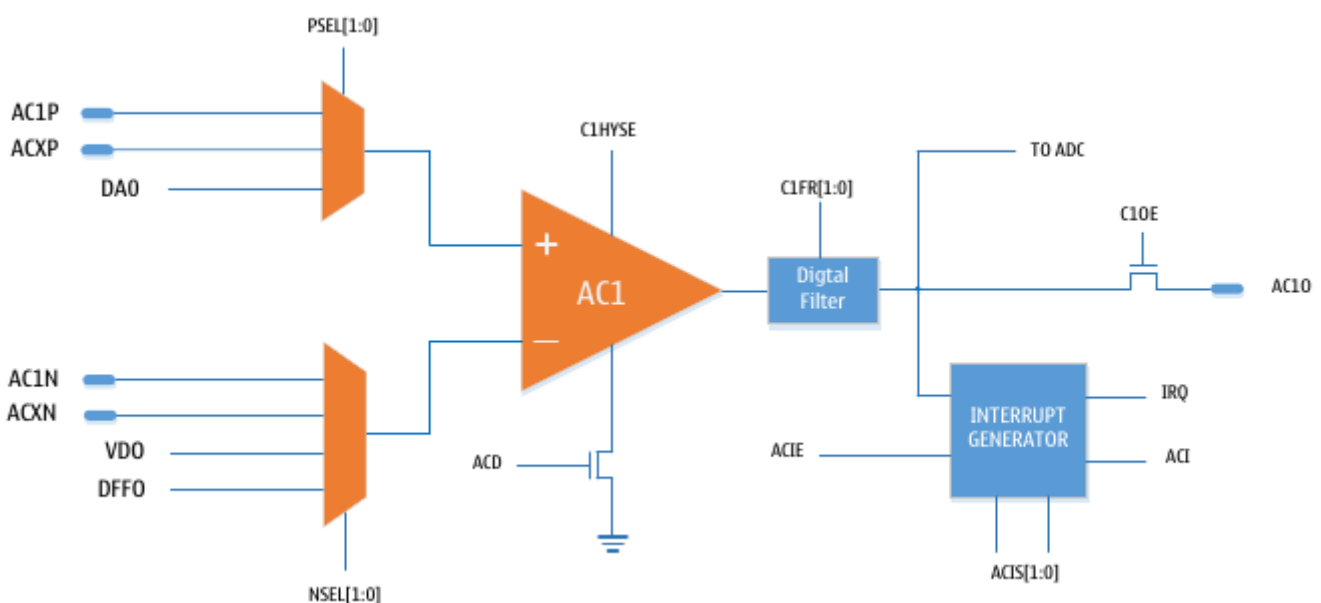 PSEL[1:0]
AC1P
ACXP
DA0
C1HYSE
TO ADC
C1FR[1:0]
C1OE
+
AC1
Digtal
Filter
AC1O
—
AC1N
ACXN
VDO
DFFO
ACD
INTERRUPT
GENERATOR
IRQ
ACIE
ACI
ACIS[1:0]
NSEL[1:0]